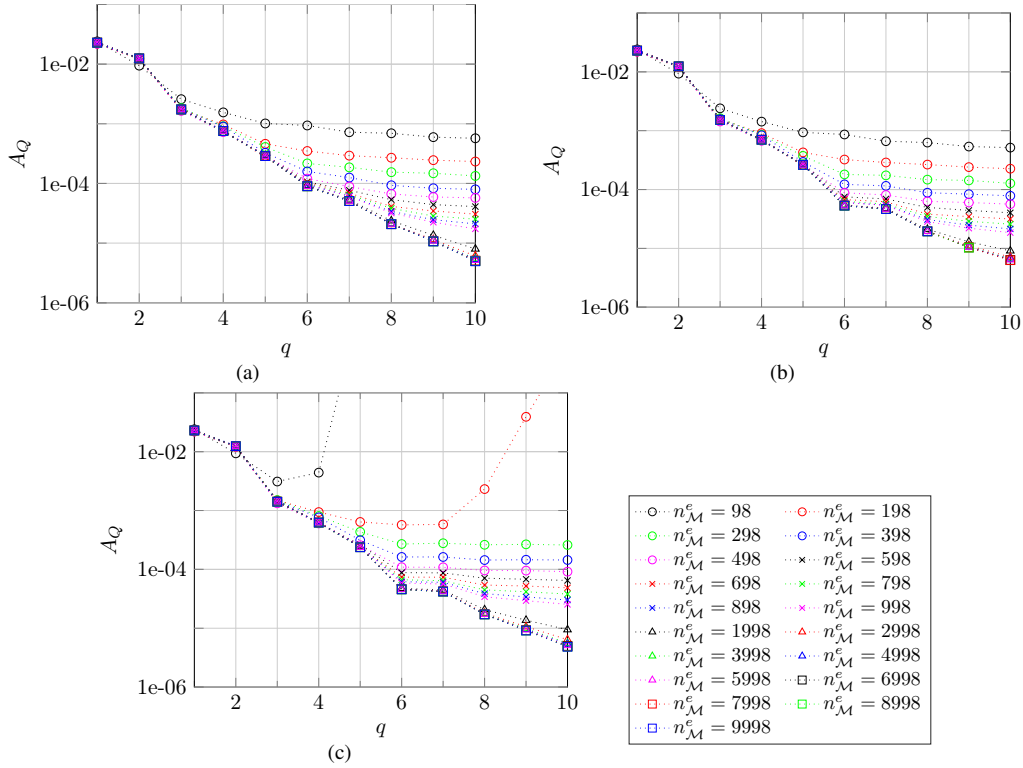 1e-02
1e-04
1e-06
A_Q
2 4 6 8 10
q
(a)
1e-02
1e-04
1e-06
A_Q
2 4 6 8 10
q
(b)
1e-02
1e-04
1e-06
A_Q
2 4 6 8 10
q
(c)
n^e_ℳ = 98 n^e_ℳ = 198
n^e_ℳ = 298 n^e_ℳ = 398
n^e_ℳ = 498 n^e_ℳ = 598
n^e_ℳ = 698 n^e_ℳ = 798
n^e_ℳ = 898 n^e_ℳ = 998
n^e_ℳ = 1998 n^e_ℳ = 2998
n^e_ℳ = 3998 n^e_ℳ = 4998
n^e_ℳ = 5998 n^e_ℳ = 6998
n^e_ℳ = 7998 n^e_ℳ = 8998
n^e_ℳ = 9998